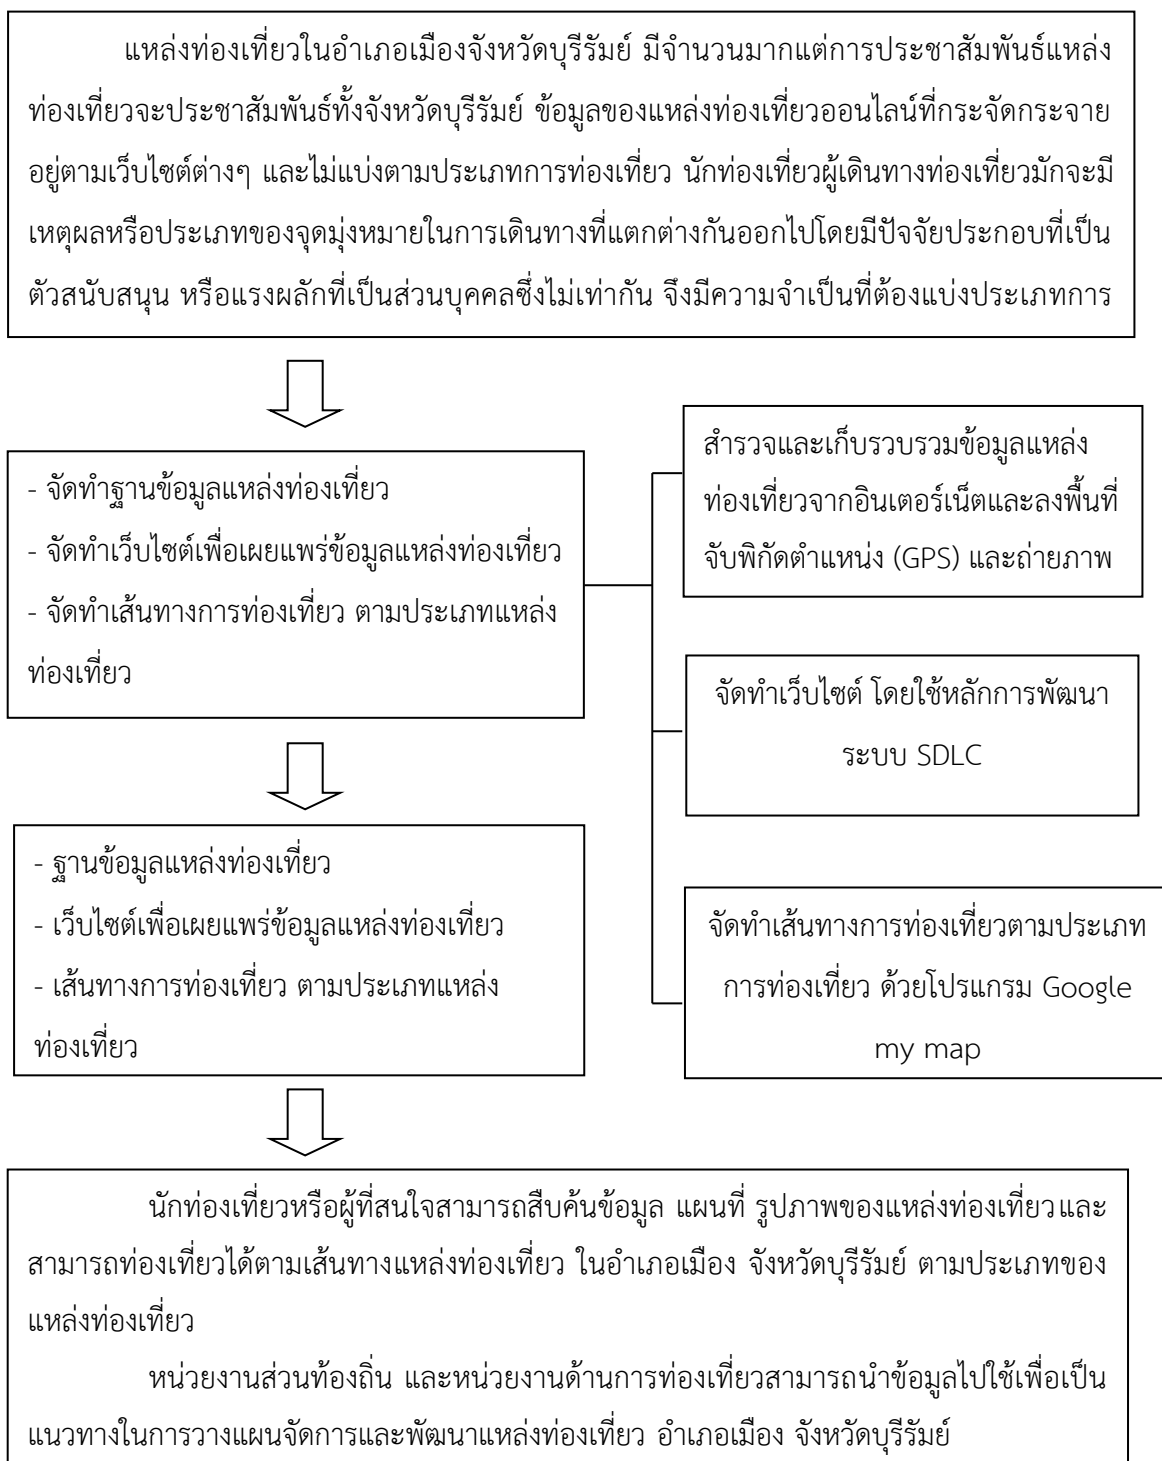 แหล่งท่องเที่ยวในอำเภอเมืองจังหวัดบุรีรัมย์ มีจำนวนมากแต่การประชาสัมพันธ์แหล่ง
ท่องเที่ยวจะประชาสัมพันธ์ทั้งจังหวัดบุรีรัมย์ ข้อมูลของแหล่งท่องเที่ยวออนไลน์ที่กระจัดกระจาย
อยู่ตามเว็บไซต์ต่างๆ และไม่แบ่งตามประเภทการท่องเที่ยว นักท่องเที่ยวผู้เดินทางท่องเที่ยวมักจะมี
เหตุผลหรือประเภทของจุดมุ่งหมายในการเดินทางที่แตกต่างกันออกไปโดยมีปัจจัยประกอบที่เป็น
ตัวสนับสนุน หรือแรงผลักที่เป็นส่วนบุคคลซึ่งไม่เท่ากัน จึงมีความจำเป็นที่ต้องแบ่งประเภทการ
- จัดทำฐานข้อมูลแหล่งท่องเที่ยว
- จัดทำเว็บไซต์เพื่อเผยแพร่ข้อมูลแหล่งท่องเที่ยว
- จัดทำเส้นทางการท่องเที่ยว ตามประเภทแหล่ง
ท่องเที่ยว
สำรวจและเก็บรวบรวมข้อมูลแหล่ง
ท่องเที่ยวจากอินเตอร์เน็ตและลงพื้นที่
จับพิกัดตำแหน่ง (GPS) และถ่ายภาพ
จัดทำเว็บไซต์ โดยใช้หลักการพัฒนา
ระบบ SDLC
จัดทำเส้นทางการท่องเที่ยวตามประเภท
การท่องเที่ยว ด้วยโปรแกรม Google
my map
- ฐานข้อมูลแหล่งท่องเที่ยว
- เว็บไซต์เพื่อเผยแพร่ข้อมูลแหล่งท่องเที่ยว
- เส้นทางการท่องเที่ยว ตามประเภทแหล่ง
ท่องเที่ยว
นักท่องเที่ยวหรือผู้ที่สนใจสามารถสืบค้นข้อมูล แผนที่ รูปภาพของแหล่งท่องเที่ยวและ
สามารถท่องเที่ยวได้ตามเส้นทางแหล่งท่องเที่ยว ในอำเภอเมือง จังหวัดบุรีรัมย์ ตามประเภทของ
แหล่งท่องเที่ยว
หน่วยงานส่วนท้องถิ่น และหน่วยงานด้านการท่องเที่ยวสามารถนำข้อมูลไปใช้เพื่อเป็น
แนวทางในการวางแผนจัดการและพัฒนาแหล่งท่องเที่ยว อำเภอเมือง จังหวัดบุรีรัมย์